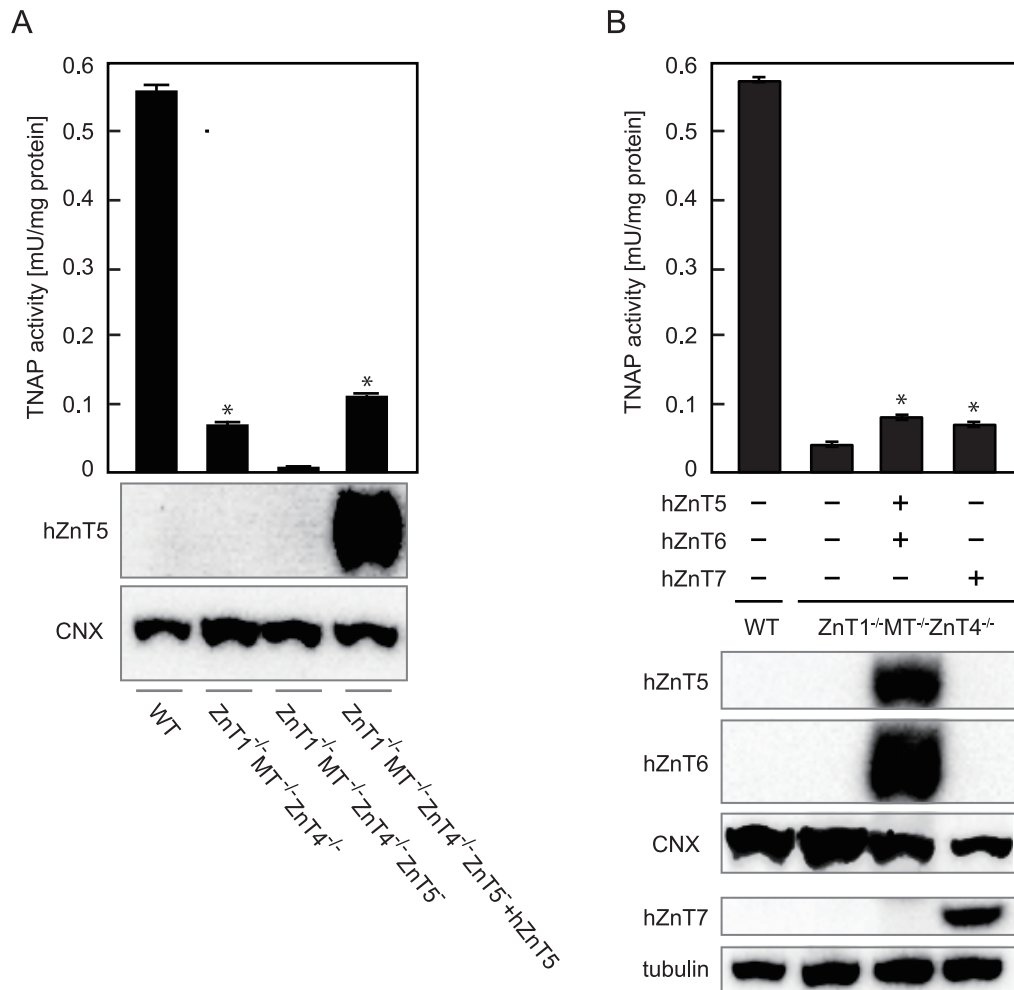 A
TNAP activity [mU/mg protein]
0.6
0.5
0.4
0.3
0.2
0.1
0
*
*
hZnT5
CNX
WT
ZnT1-/-MT-/-ZnT4-/-
ZnT1-/-MT-/-ZnT4-/-ZnT5-
ZnT1-/-MT-/-ZnT4-/-ZnT5-+hZnT5
B
TNAP activity [mU/mg protein]
0.6
0.5
0.4
0.3
0.2
0.1
0
*
*
hZnT5 – – + –
hZnT6 – – + –
hZnT7 – – – +
WT ZnT1-/-MT-/-ZnT4-/-
hZnT5
hZnT6
CNX
hZnT7
tubulin